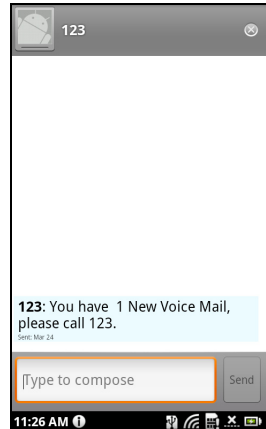 123
123: You have  1 New Voice Mail,
please call 123.
Sent: Mar 24
Type to compose
Send
11:26 AM